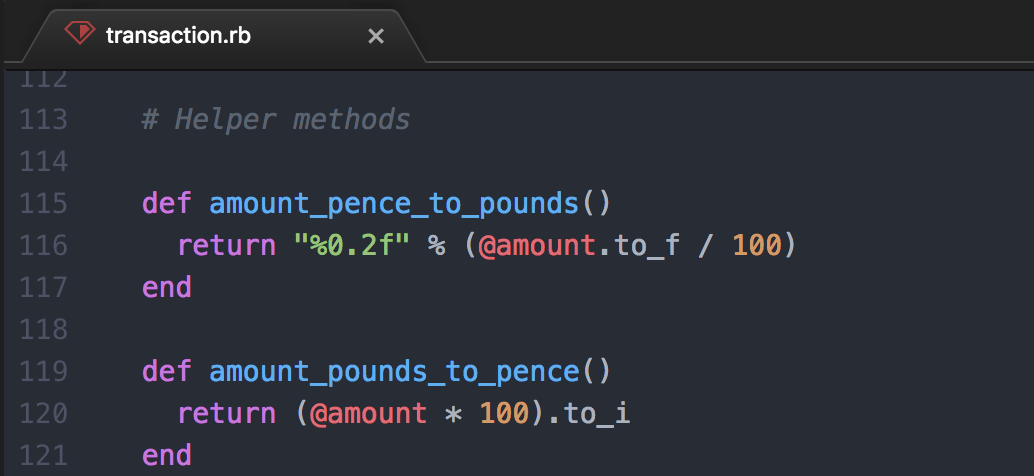 transaction.rb ×
112
113 # Helper methods
114
115 def amount_pence_to_pounds()
116 return "%0.2f" % (@amount.to_f / 100)
117 end
118
119 def amount_pounds_to_pence()
120 return (@amount * 100).to_i
121 end